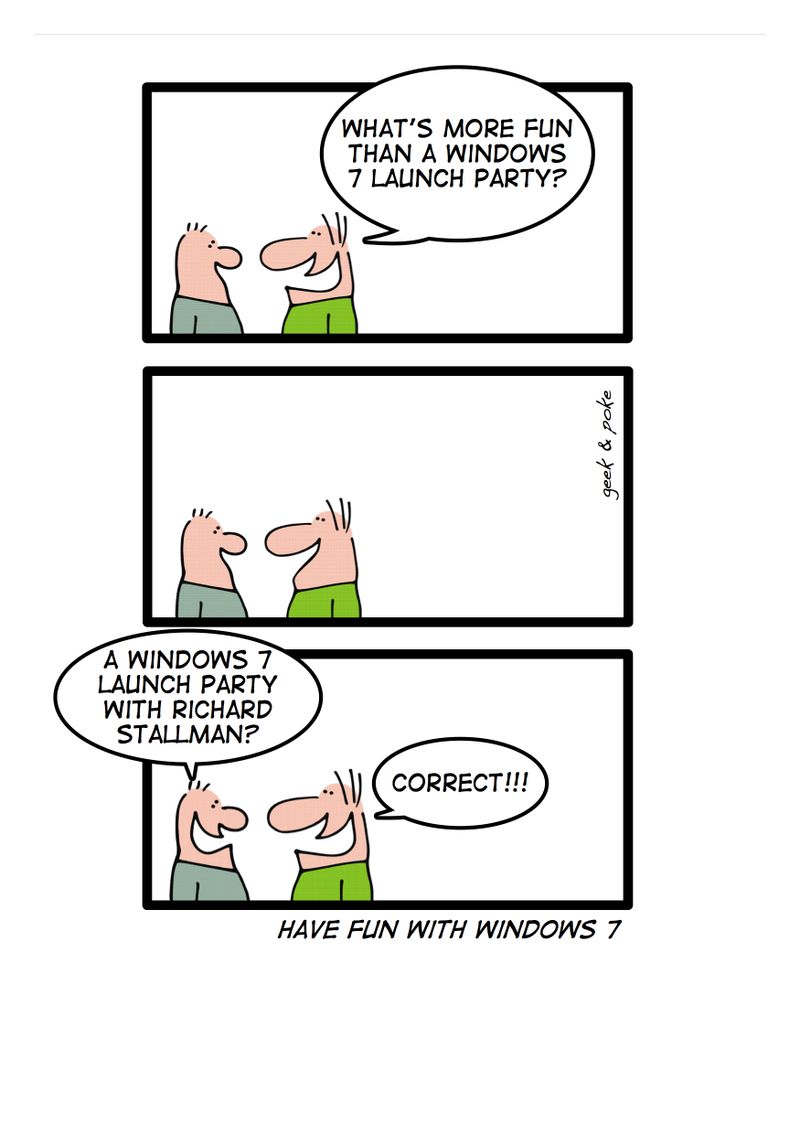 WHAT'S MORE FUN
THAN A WINDOWS
7 LAUNCH PARTY?
geek & poke
A WINDOWS 7
LAUNCH PARTY
WITH RICHARD
STALLMAN?
CORRECT!!!
HAVE FUN WITH WINDOWS 7